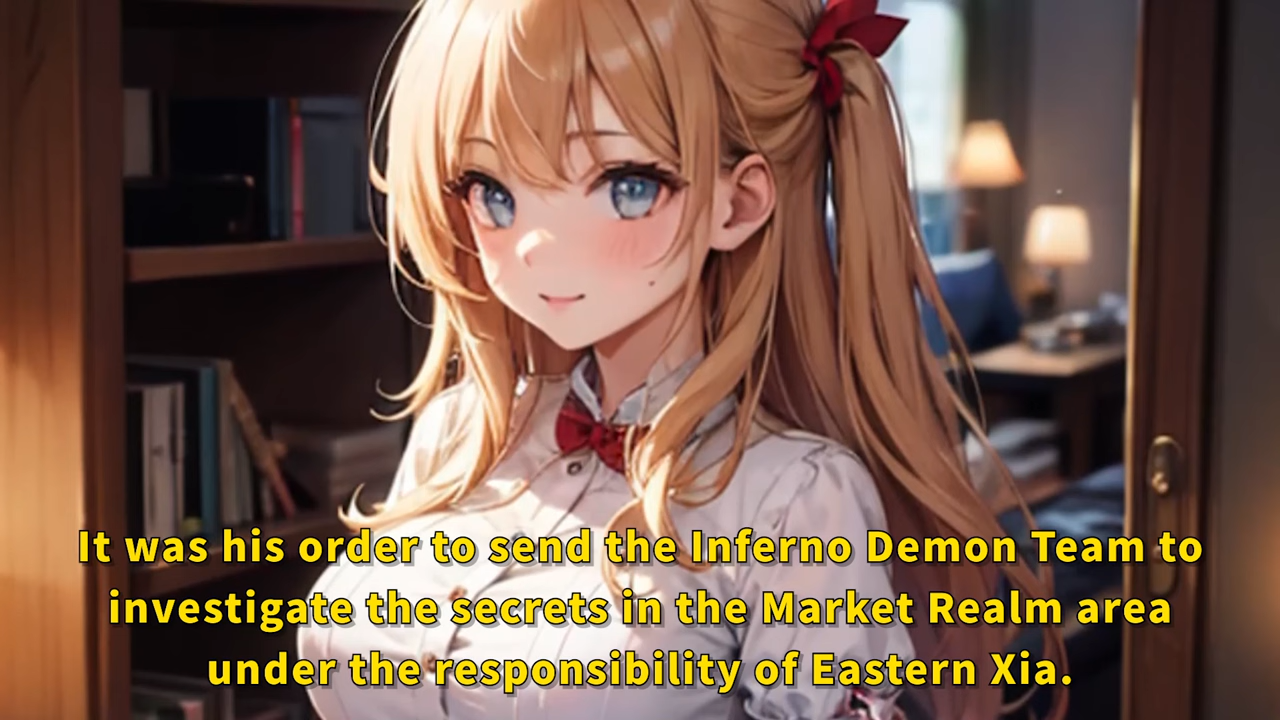 It was his order to send the Inferno Demon Team to
investigate the secrets in the Market Realm area
under the responsibility of Eastern Xia.